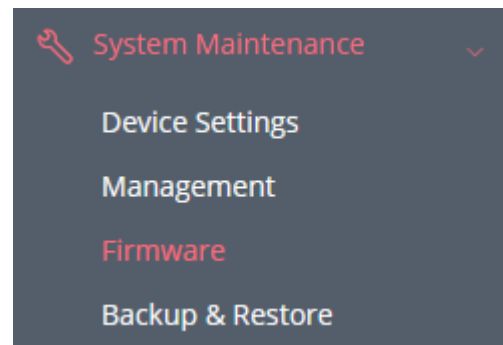 System Maintenance
Device Settings
Management
Firmware
Backup & Restore